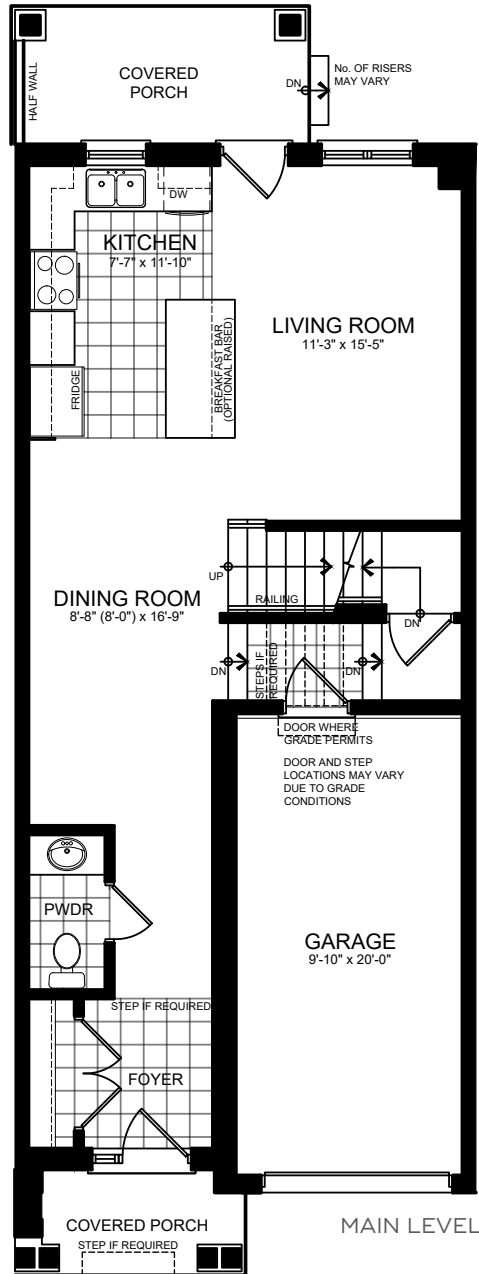 COVERED
PORCH
HALF WALL
DN
No. OF RISERS
MAY VARY
DW
KITCHEN
7'-7" x 11'-10"
LIVING ROOM
11'-3" x 15'-5"
BREAKFAST BAR
(OPTIONAL RAISED)
FRIDGE
UP
RAILING
DINING ROOM
8'-8" (8'-0") x 16'-9"
DN
DN
STEPS IF
REQUIRED
DN
DOOR WHERE
GRADE PERMITS
DOOR AND STEP
LOCATIONS MAY VARY
DUE TO GRADE
CONDITIONS
PWDR
GARAGE
9'-10" x 20'-0"
STEP IF REQUIRED
FOYER
COVERED PORCH
STEP IF REQUIRED
MAIN LEVEL